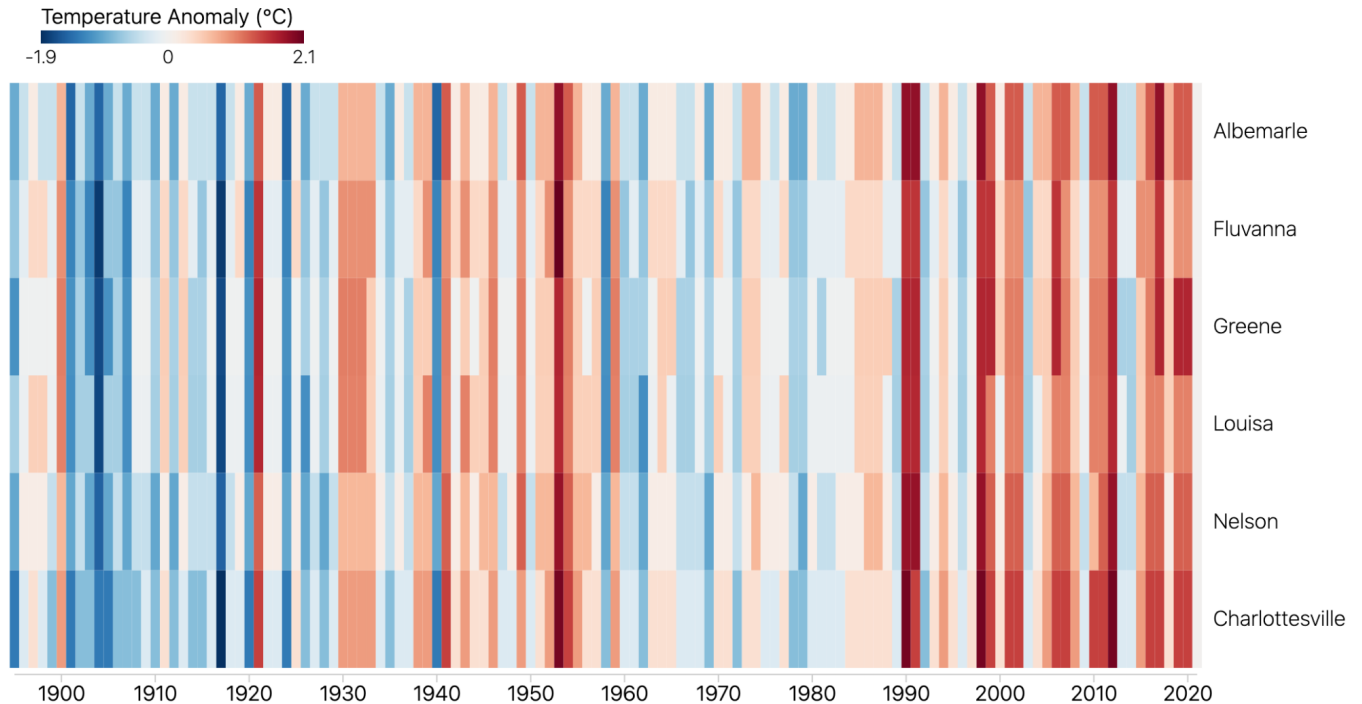 Temperature Anomaly (°C)
-1.9 0 2.1
Albemarle
Fluvanna
Greene
Louisa
Nelson
Charlottesville
1900 1910 1920 1930 1940 1950 1960 1970 1980 1990 2000 2010 2020